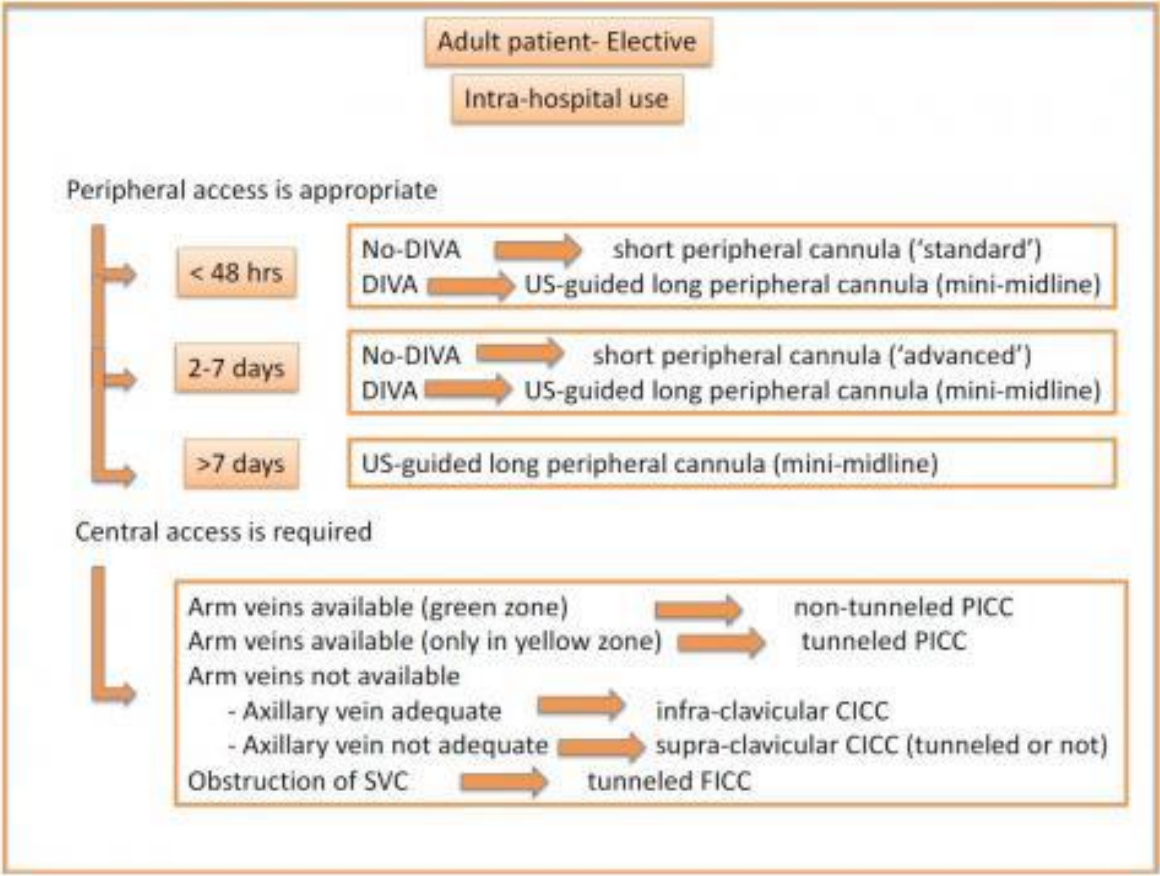 Adult patient- Elective
Intra-hospital use
Peripheral access is appropriate
< 48 hrs
No-DIVA short peripheral cannula (‘standard’)
DIVA US-guided long peripheral cannula (mini-midline)
2-7 days
No-DIVA short peripheral cannula (‘advanced’)
DIVA US-guided long peripheral cannula (mini-midline)
>7 days
US-guided long peripheral cannula (mini-midline)
Central access is required
Arm veins available (green zone) non-tunneled PICC
Arm veins available (only in yellow zone) tunneled PICC
Arm veins not available
- Axillary vein adequate infra-clavicular CICC
- Axillary vein not adequate supra-clavicular CICC (tunneled or not)
Obstruction of SVC tunneled FICC